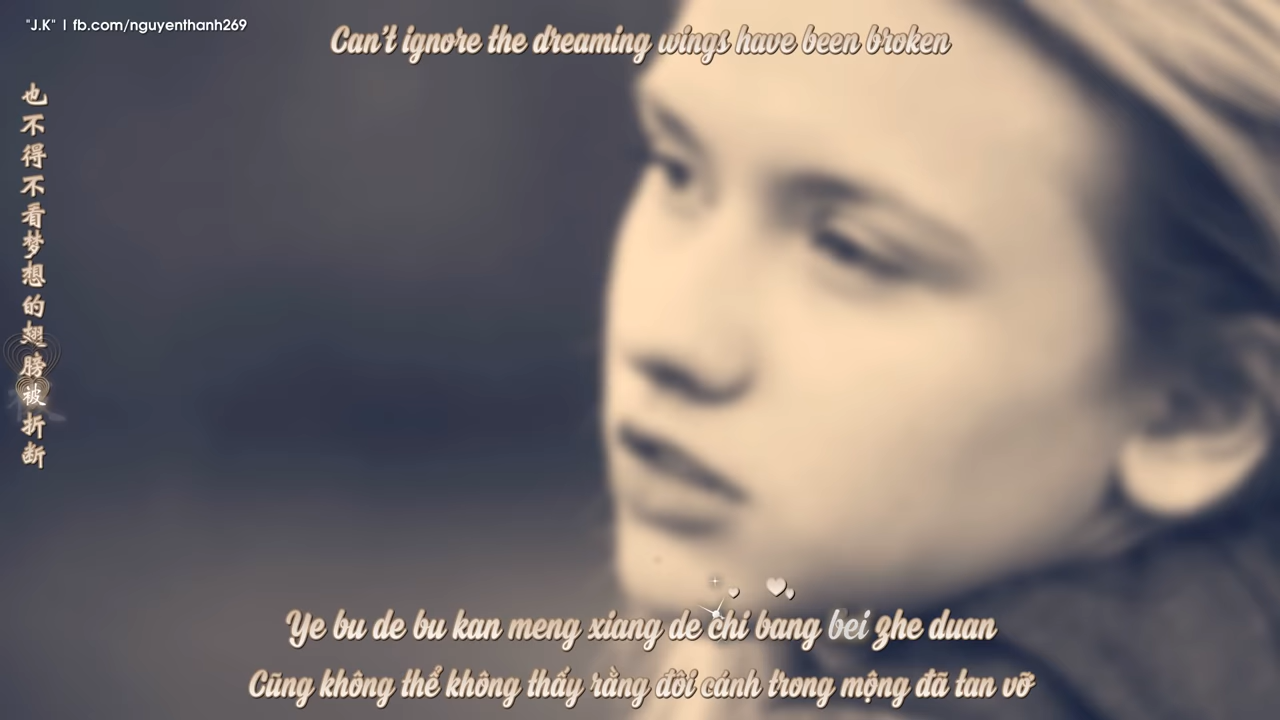 "J.K" | fb.com/nguyenthanh269
Can't ignore the dreaming wings have been broken
也不得不看梦想的翅膀被折断
Ye bu de bu kan meng xiang de chi bang bei zhe duan
Cũng không thể không thấy rằng đôi cánh trong mộng đã tan vỡ